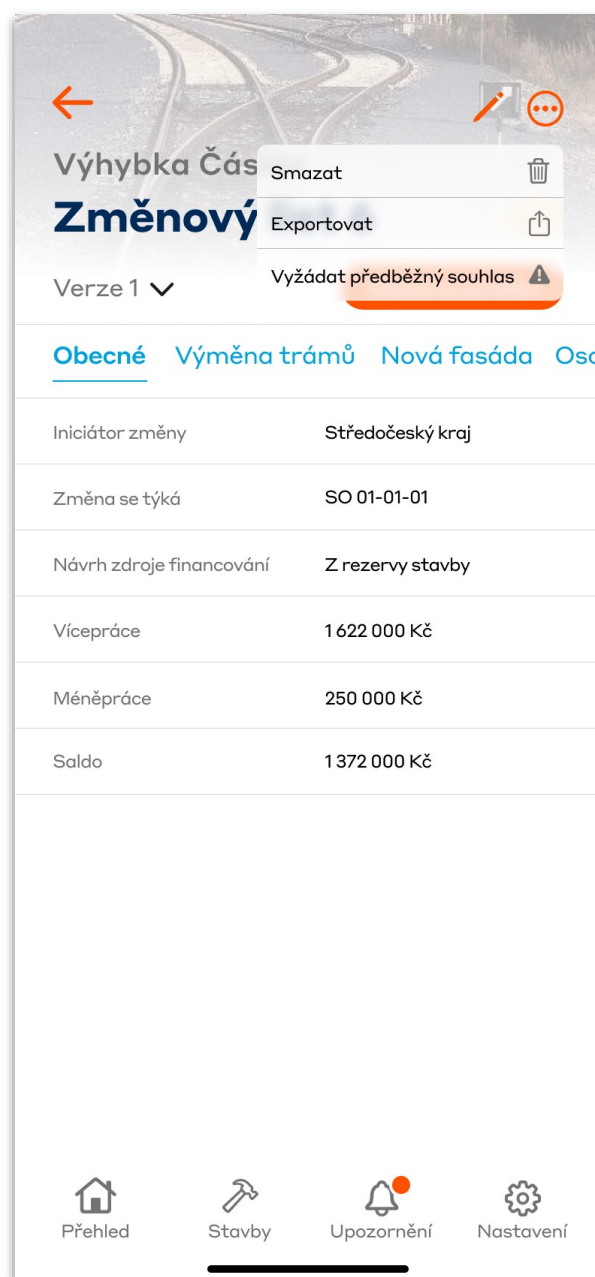 Výhybka Čás
Smazat
Změnový
Exportovat
Verze 1
Vyžádat předběžný souhlas
Obecné Výměna trámů Nová fasáda Oso
Iniciátor změny Středočeský kraj
Změna se týká SO 01-01-01
Návrh zdroje financování Z rezervy stavby
Vícepráce 1 622 000 Kč
Méněpráce 250 000 Kč
Saldo 1 372 000 Kč
Přehled Stavby Upozornění Nastavení